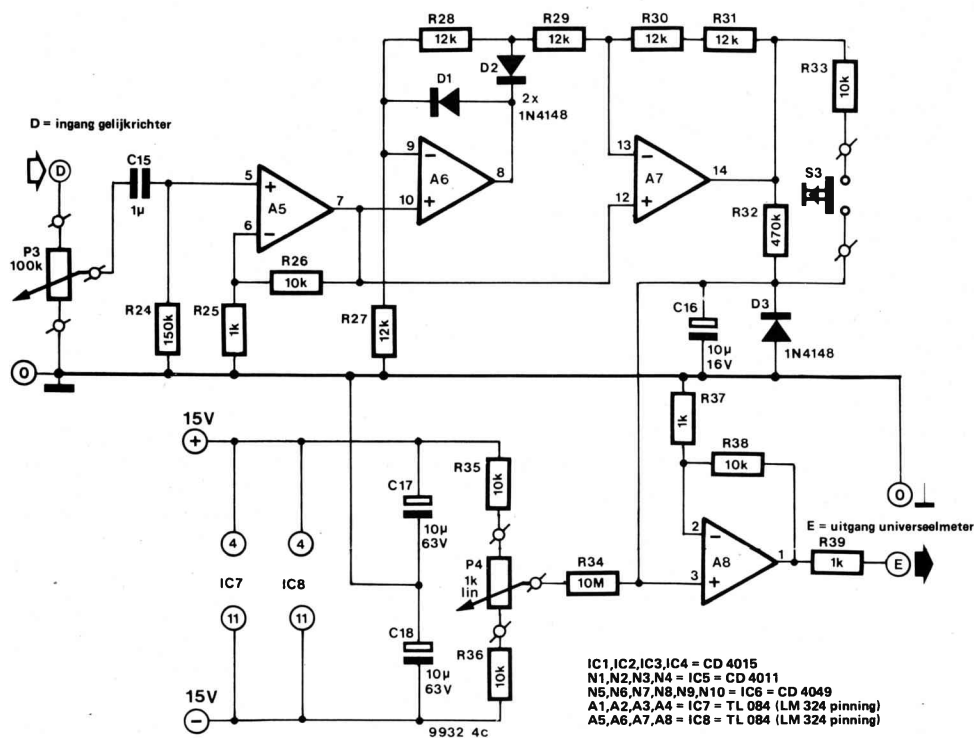 R28
12k
R29
12k
R30
12k
R31
12k
R33
10k
D2
D1
2x
1N4148
D = ingang gelijkrichter
D
C15
1µ
P3
100k
R24
150k
R25
1k
R26
10k
R27
12k
5
+
6
−
A5
7
9
−
10
+
A6
8
13
−
12
+
A7
14
R32
470k
S3
C16
10µ
16V
D3
1N4148
0
15V
+
4
4
IC7
IC8
11
11
15V
−
C17
10µ
63V
C18
10µ
63V
R35
10k
P4
1k
lin
R36
10k
R34
10M
R37
1k
R38
10k
2
−
3
+
A8
1
R39
1k
0
E = uitgang universeelmeter
E
9932 4c
IC1,IC2,IC3,IC4 = CD 4015
N1,N2,N3,N4 = IC5 = CD 4011
N5,N6,N7,N8,N9,N10 = IC6 = CD 4049
A1,A2,A3,A4 = IC7 = TL 084 (LM 324 pinning)
A5,A6,A7,A8 = IC8 = TL 084 (LM 324 pinning)